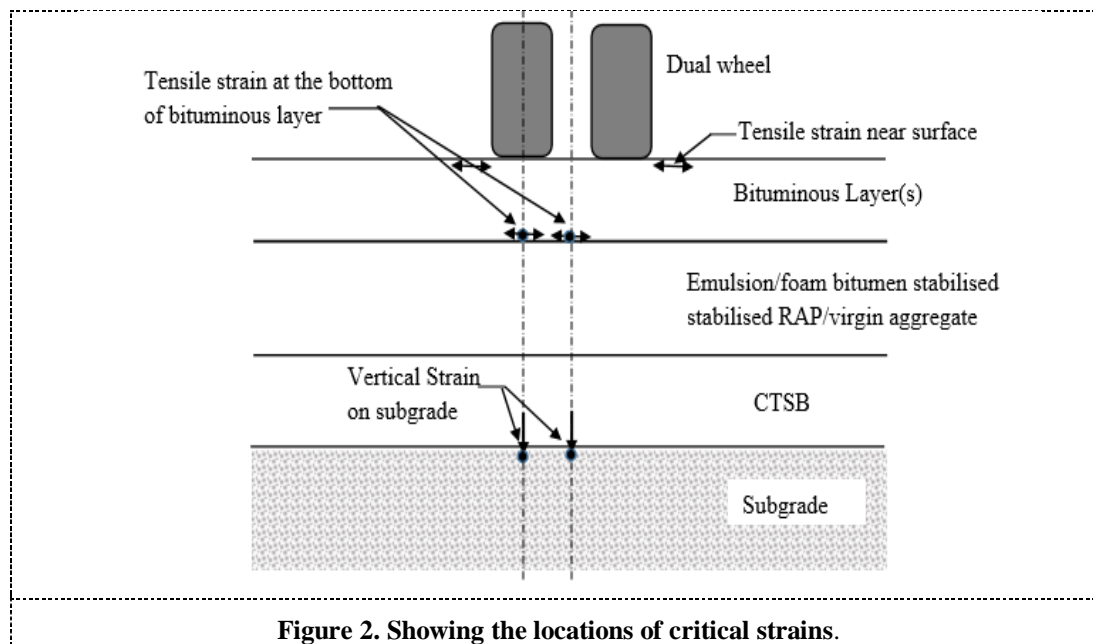 Dual wheel
Tensile strain at the bottom
of bituminous layer
Tensile strain near surface
Bituminous Layer(s)
Emulsion/foam bitumen stabilised
stabilised RAP/virgin aggregate
Vertical Strain
on subgrade
CTSB
Subgrade
Figure 2. Showing the locations of critical strains.